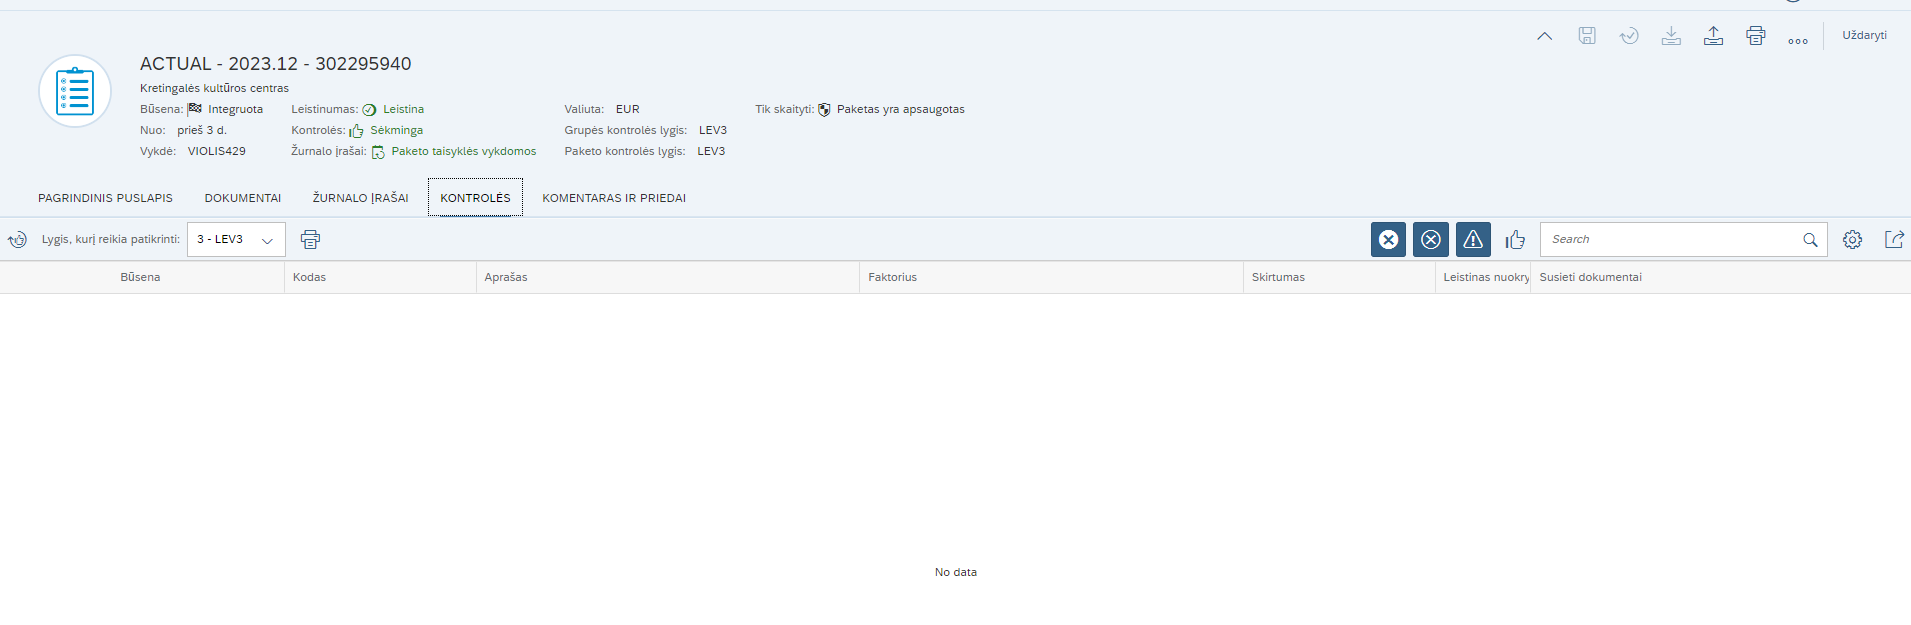 Uždaryti
ACTUAL - 2023.12 - 302295940
Kretingalės kultūros centras
Būsena: Integruota Leistinumas: Leistina Valiuta: EUR Tik skaityti: Paketas yra apsaugotas
Nuo: prieš 3 d. Kontrolės: Sėkminga Grupės kontrolės lygis: LEV3
Vykdė: VIOLIS429 Žurnalo įrašai: Paketo taisyklės vykdomos Paketo kontrolės lygis: LEV3
PAGRINDINIS PUSLAPIS DOKUMENTAI ŽURNALO ĮRAŠAI KONTROLĖS KOMENTARAS IR PRIEDAI
Lygis, kurį reikia patikrinti: 3 - LEV3 Search
Būsena Kodas Aprašas Faktorius Skirtumas Leistinas nuokry Susieti dokumentai
No data